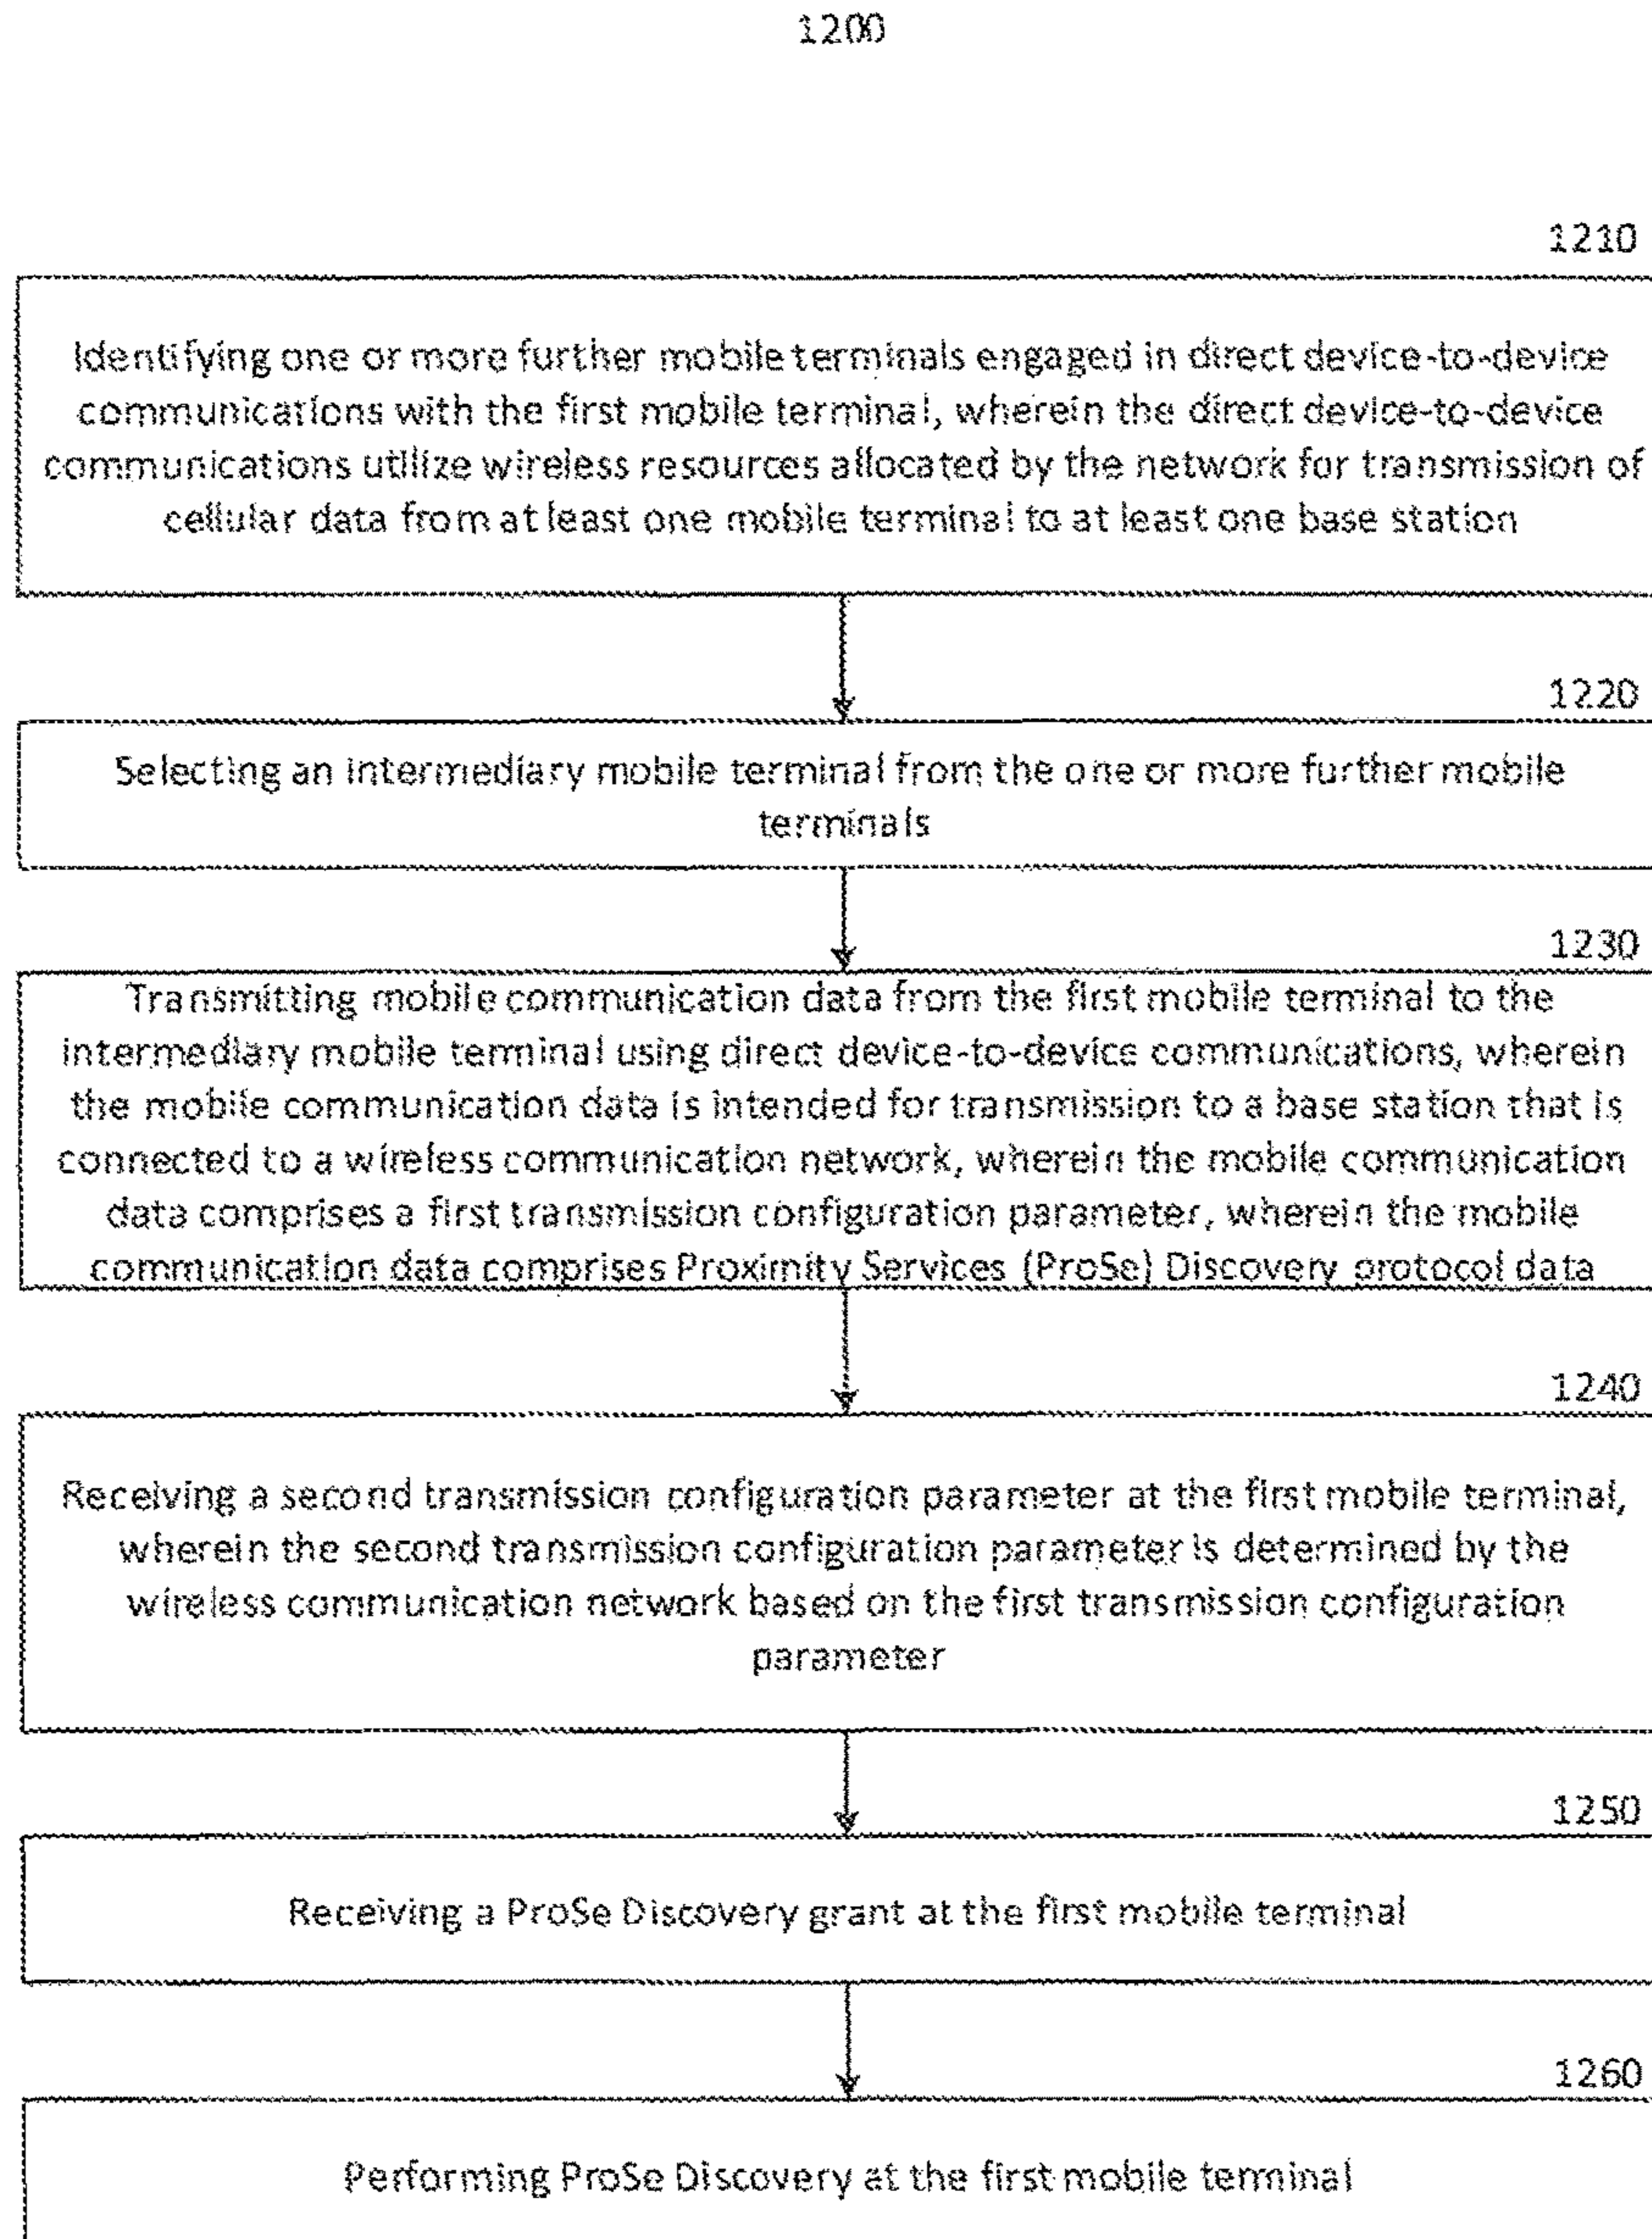 1200
1210
Identifying one or more further mobile terminals engaged in direct device-to-device
communications with the first mobile terminal, wherein the direct device-to-device
communications utilize wireless resources allocated by the network for transmission of
cellular data from at least one mobile terminal to at least one base station
1220
Selecting an intermediary mobile terminal from the one or more further mobile
terminals
1230
Transmitting mobile communication data from the first mobile terminal to the
intermediary mobile terminal using direct device-to-device communications, wherein
the mobile communication data is intended for transmission to a base station that is
connected to a wireless communication network, wherein the mobile communication
data comprises a first transmission configuration parameter, wherein the mobile
communication data comprises Proximity Services (ProSe) Discovery protocol data
1240
Receiving a second transmission configuration parameter at the first mobile terminal,
wherein the second transmission configuration parameter is determined by the
wireless communication network based on the first transmission configuration
parameter
1250
Receiving a ProSe Discovery grant at the first mobile terminal
1260
Performing ProSe Discovery at the first mobile terminal